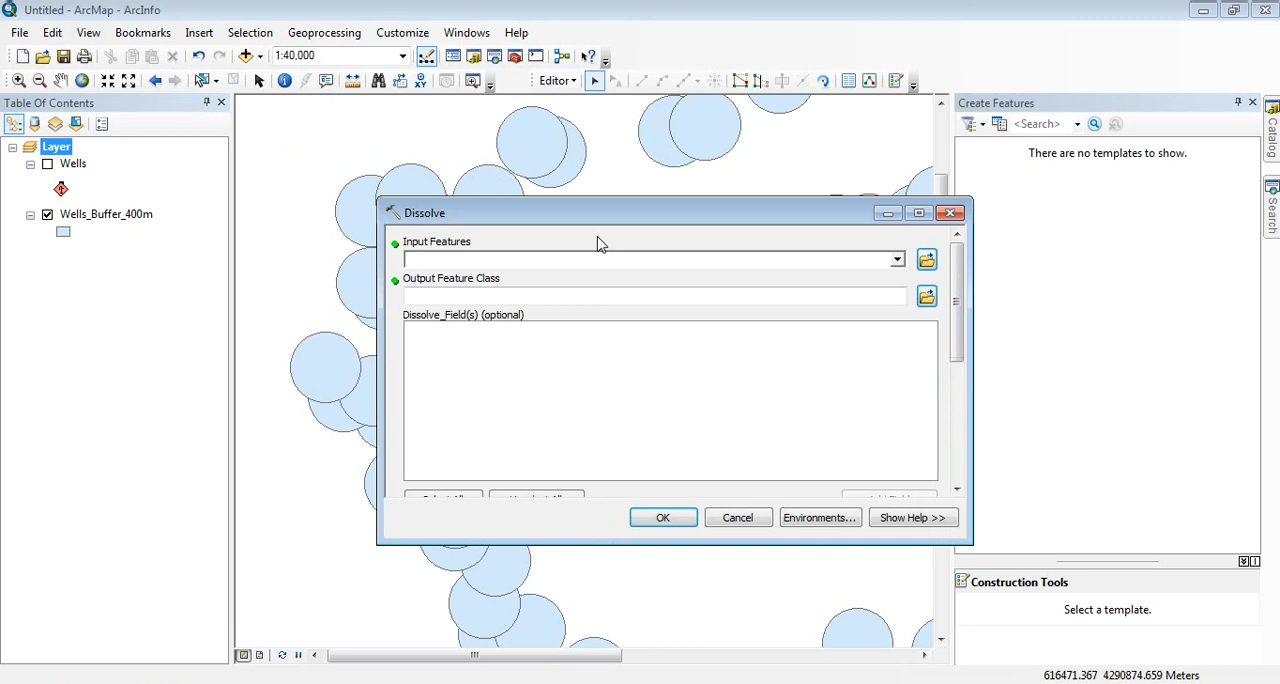 Untitled - ArcMap - ArcInfo
File Edit View Bookmarks Insert Selection Geoprocessing Customize Windows Help
1:40,000
Editor
Table Of Contents
Create Features
<Search>
There are no templates to show.
Layer
Wells
Wells_Buffer_400m
Catalog
Search
Dissolve
Input Features
Output Feature Class
Dissolve_Field(s) (optional)
OK Cancel Environments... Show Help >>
Construction Tools
Select a template.
616471.367 4290874.659 Meters